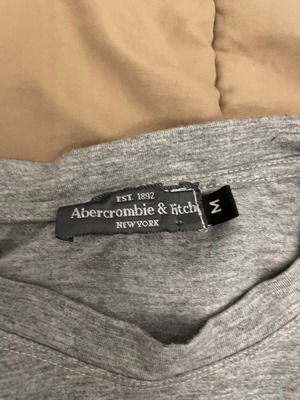 EST. 1892
Abercrombie & Fitch
NEW YORK
M